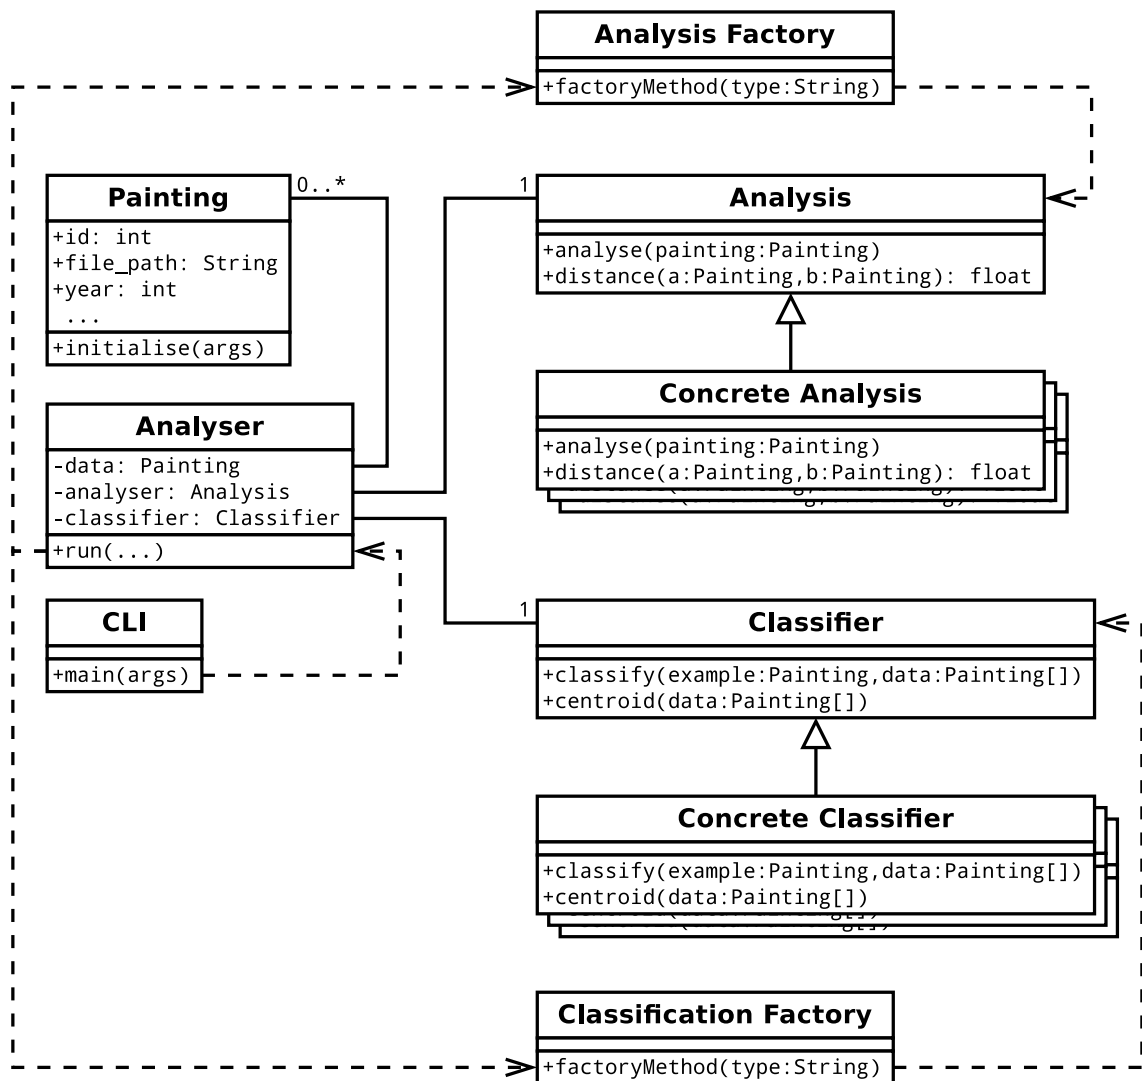 Analysis Factory
+factoryMethod(type:String)
Painting
0..*
+id: int
+file_path: String
+year: int
...
+initialise(args)
1
Analysis
+analyse(painting:Painting)
+distance(a:Painting,b:Painting): float
Concrete Analysis
+analyse(painting:Painting)
+distance(a:Painting,b:Painting): float
Analyser
-data: Painting
-analyser: Analysis
-classifier: Classifier
+run(...)
CLI
+main(args)
1
Classifier
+classify(example:Painting,data:Painting[])
+centroid(data:Painting[])
Concrete Classifier
+classify(example:Painting,data:Painting[])
+centroid(data:Painting[])
Classification Factory
+factoryMethod(type:String)